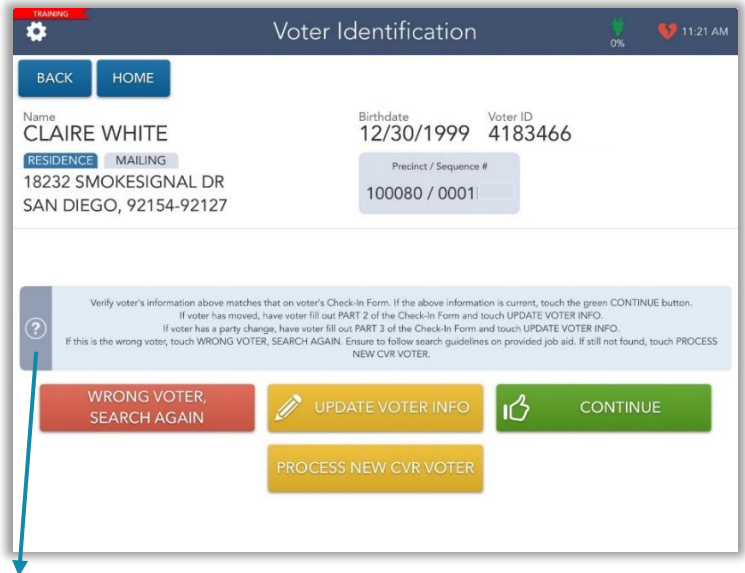 TRAINING
Voter Identification
0%
11:21 AM
BACK
HOME
Name
CLAIRE WHITE
Birthdate
12/30/1999
Voter ID
4183466
RESIDENCE
MAILING
18232 SMOKESIGNAL DR
SAN DIEGO, 92154-92127
Precinct / Sequence #
100080 / 0001
?
Verify voter's information above matches that on voter's Check-In Form. If the above information is current, touch the green CONTINUE button.
If voter has moved, have voter fill out PART 2 of the Check-In Form and touch UPDATE VOTER INFO.
If voter has a party change, have voter fill out PART 3 of the Check-In Form and touch UPDATE VOTER INFO.
If this is the wrong voter, touch WRONG VOTER, SEARCH AGAIN. Ensure to follow search guidelines on provided job aid. If still not found, touch PROCESS
NEW CVR VOTER.
WRONG VOTER,
SEARCH AGAIN
UPDATE VOTER INFO
CONTINUE
PROCESS NEW CVR VOTER